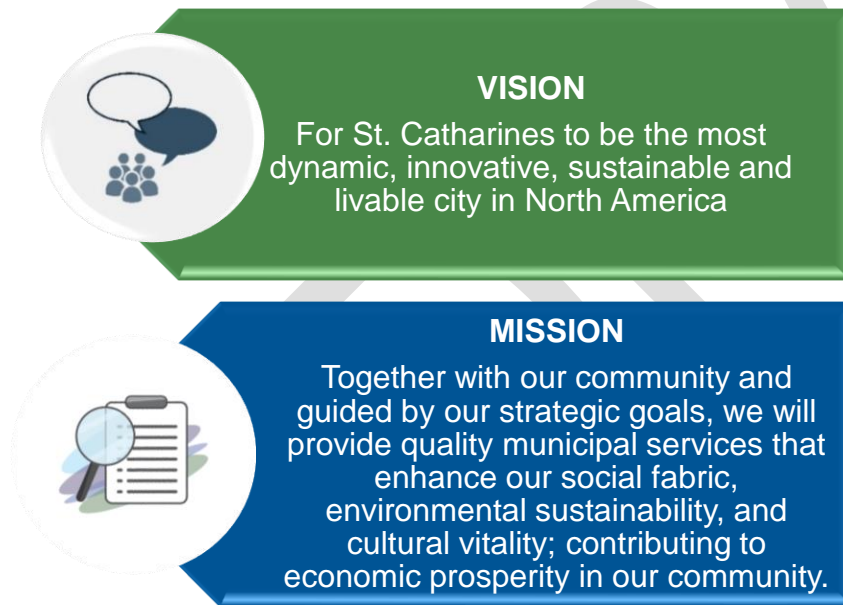 VISION
For St. Catharines to be the most
dynamic, innovative, sustainable and
livable city in North America
MISSION
Together with our community and
guided by our strategic goals, we will
provide quality municipal services that
enhance our social fabric,
environmental sustainability, and
cultural vitality; contributing to
economic prosperity in our community.